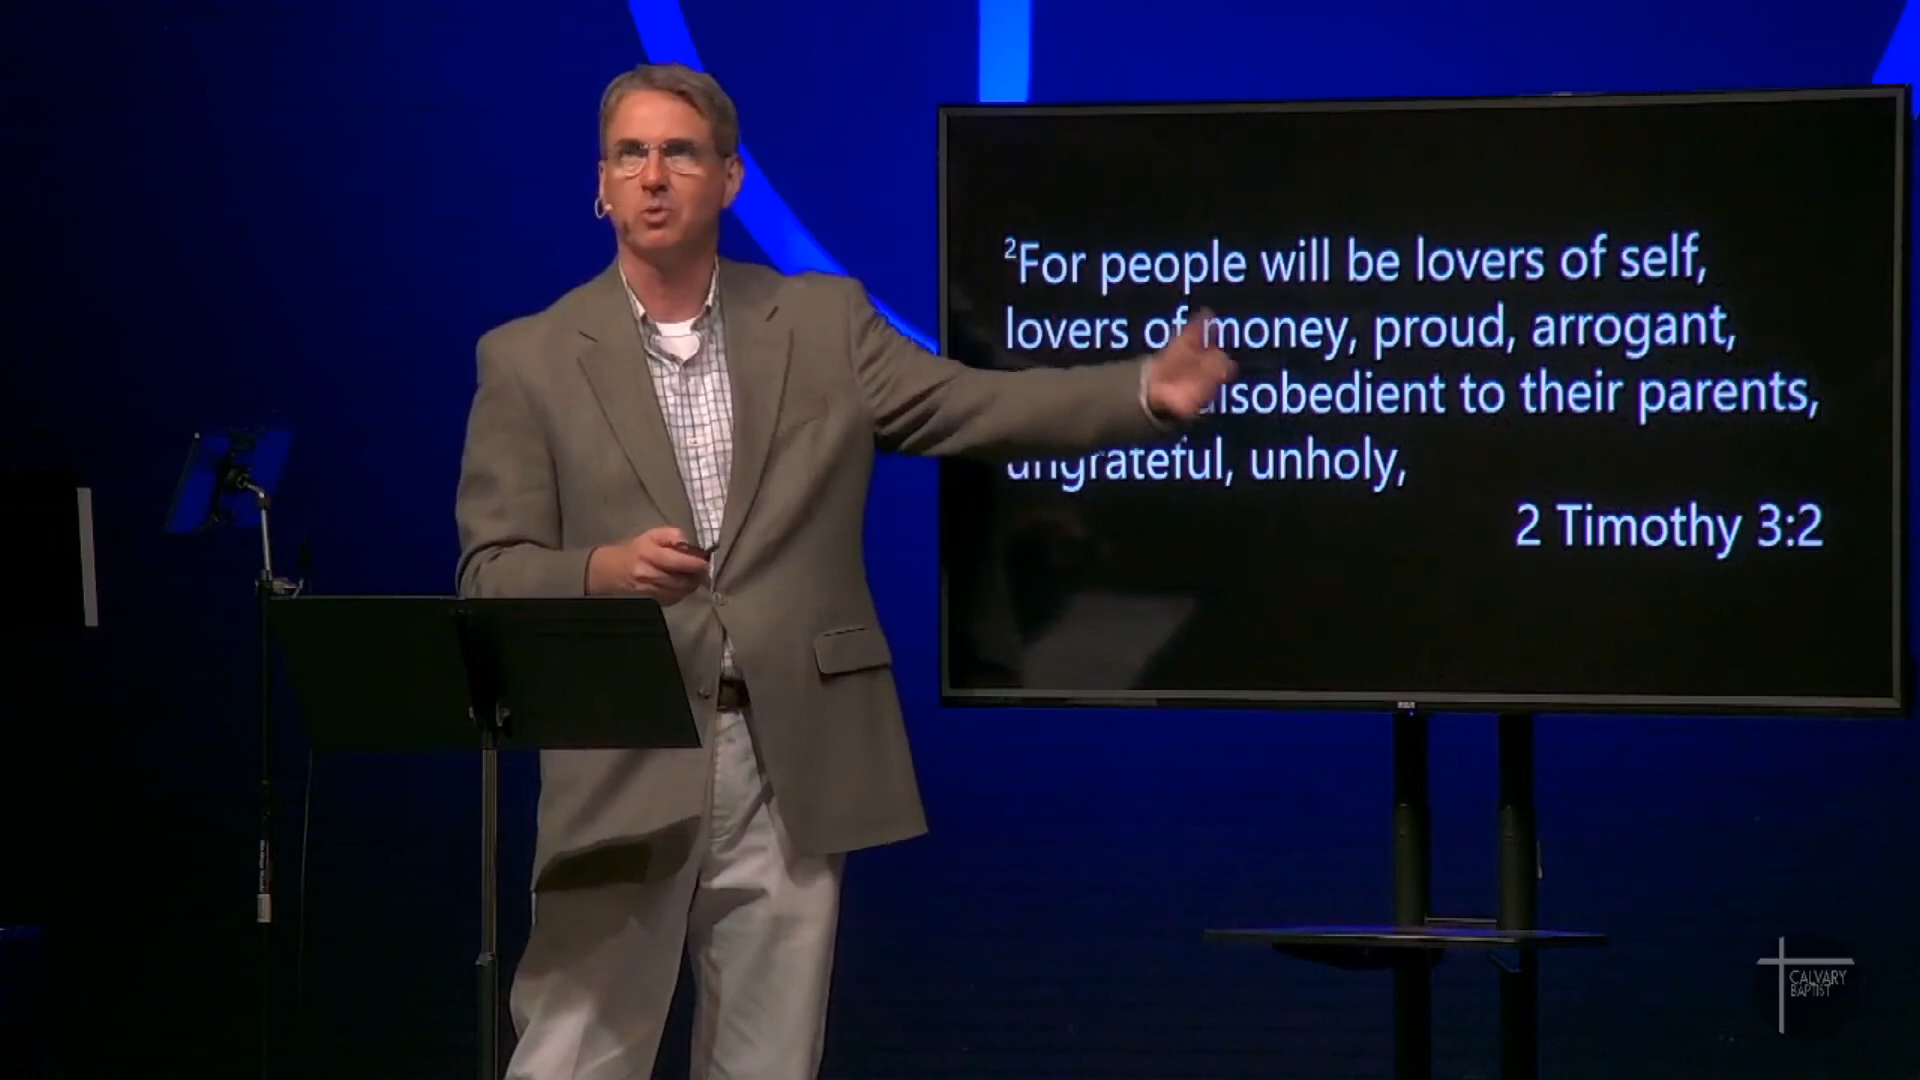 ²For people will be lovers of self,
lovers of money, proud, arrogant,
disobedient to their parents,
ungrateful, unholy,
2 Timothy 3:2
CALVARY
BAPTIST